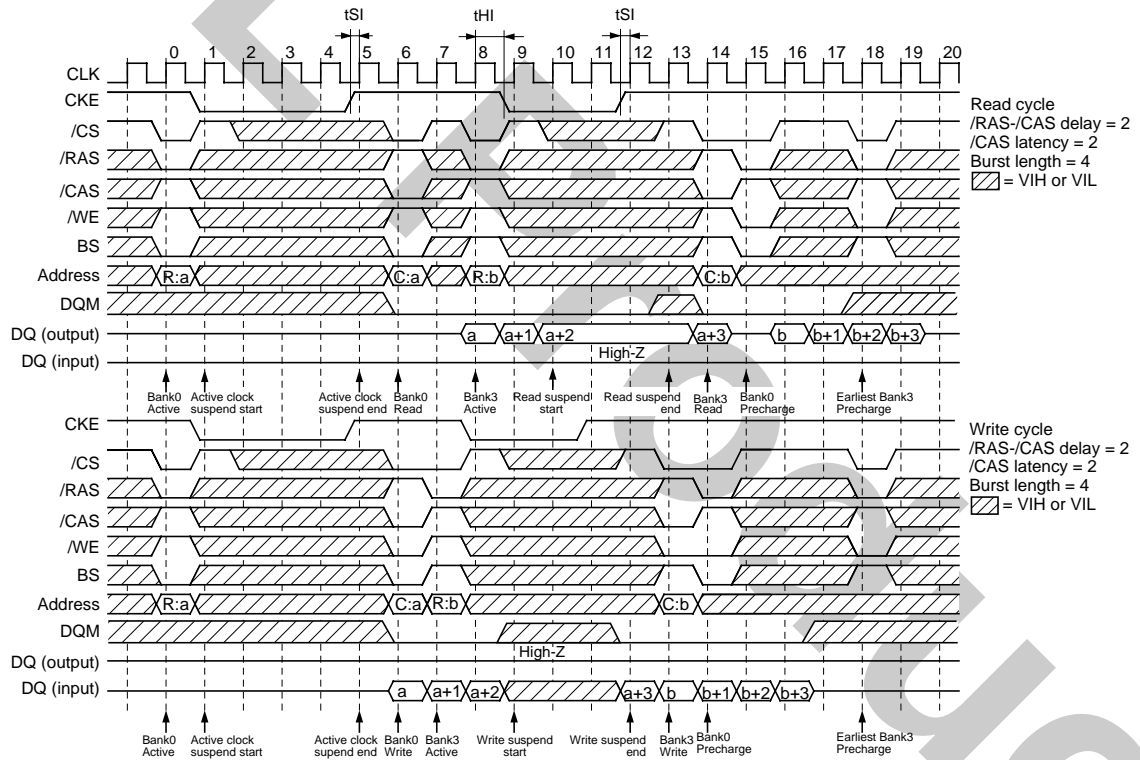 tSI tHI tSI
0 1 2 3 4 5 6 7 8 9 10 11 12 13 14 15 16 17 18 19 20
CLK
CKE
/CS
/RAS
/CAS
/WE
BS
Address R:a C:a R:b C:b
DQM
DQ (output) a a+1 a+2 a+3 b b+1 b+2 b+3
High-Z
DQ (input)
Read cycle
/RAS-/CAS delay = 2
/CAS latency = 2
Burst length = 4
= VIH or VIL
Bank0 Active
Active clock suspend start
Active clock suspend end
Bank0 Read
Bank3 Active
Read suspend start
Read suspend end
Bank3 Read
Bank0 Precharge
Earliest Bank3 Precharge
CKE
/CS
/RAS
/CAS
/WE
BS
Address R:a C:a R:b C:b
DQM
High-Z
DQ (output)
DQ (input) a a+1 a+2 a+3 b b+1 b+2 b+3
Write cycle
/RAS-/CAS delay = 2
/CAS latency = 2
Burst length = 4
= VIH or VIL
Bank0 Active
Active clock suspend start
Active clock supend end
Bank0 Write
Bank3 Active
Write suspend start
Write suspend end
Bank3 Write
Bank0 Precharge
Earliest Bank3 Precharge